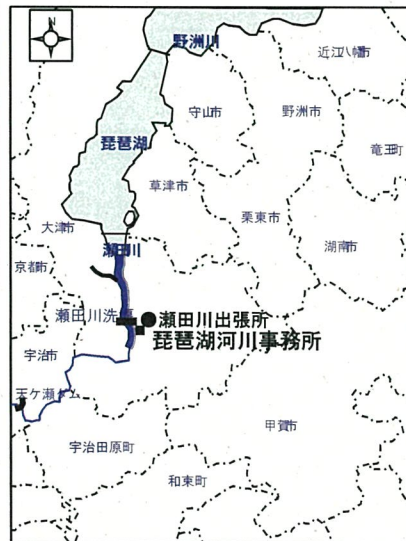 野洲川
近江八幡市
守山市
野洲市
竜王町
琵琶湖
草津市
栗東市
大津市
瀬田川
湖南市
京都市
瀬田川洗
瀬田川出張所
琵琶湖河川事務所
宇治市
天ケ瀬ダム
甲賀市
宇治田原町
和東町